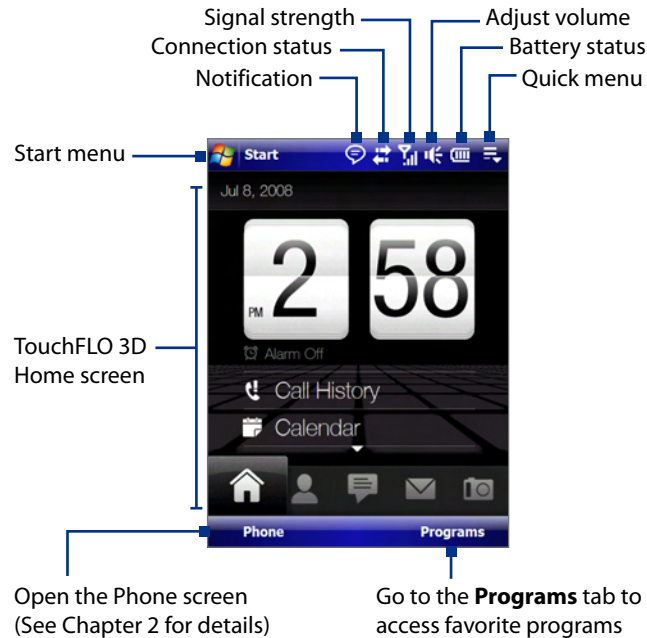 Signal strength
Adjust volume
Connection status
Battery status
Notification
Quick menu
Start menu
Start
Jul 8, 2008
PM 2 58
Alarm Off
TouchFLO 3D
Home screen
Call History
Calendar
Phone
Programs
Open the Phone screen
(See Chapter 2 for details)
Go to the Programs tab to
access favorite programs